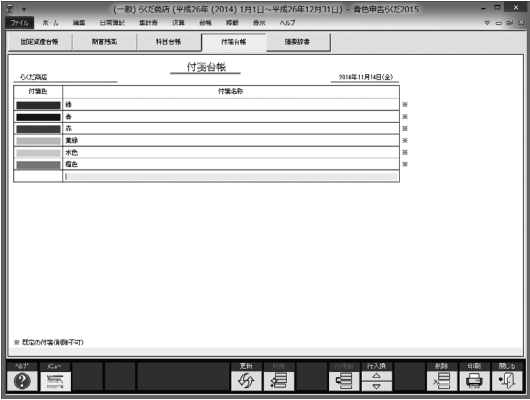 (一般) らくだ商店 (平成26年 (2014) 1月1日～平成26年12月31日) - 青色申告らくだ2015
ファイル ホーム 編集 日常簿記 集計表 決算 台帳 移動 表示 ヘルプ
固定資産台帳 期首残高 科目台帳 付箋台帳 摘要辞書
付箋台帳
らくだ商店 2014年11月14日(金)
付箋色 付箋名称
緑 ※
青 ※
赤 ※
黄緑 ※
水色 ※
橙色 ※
※ 既定の付箋(削除不可)
ヘルプ メニュー 更新 行入換 削除 印刷 閉じる